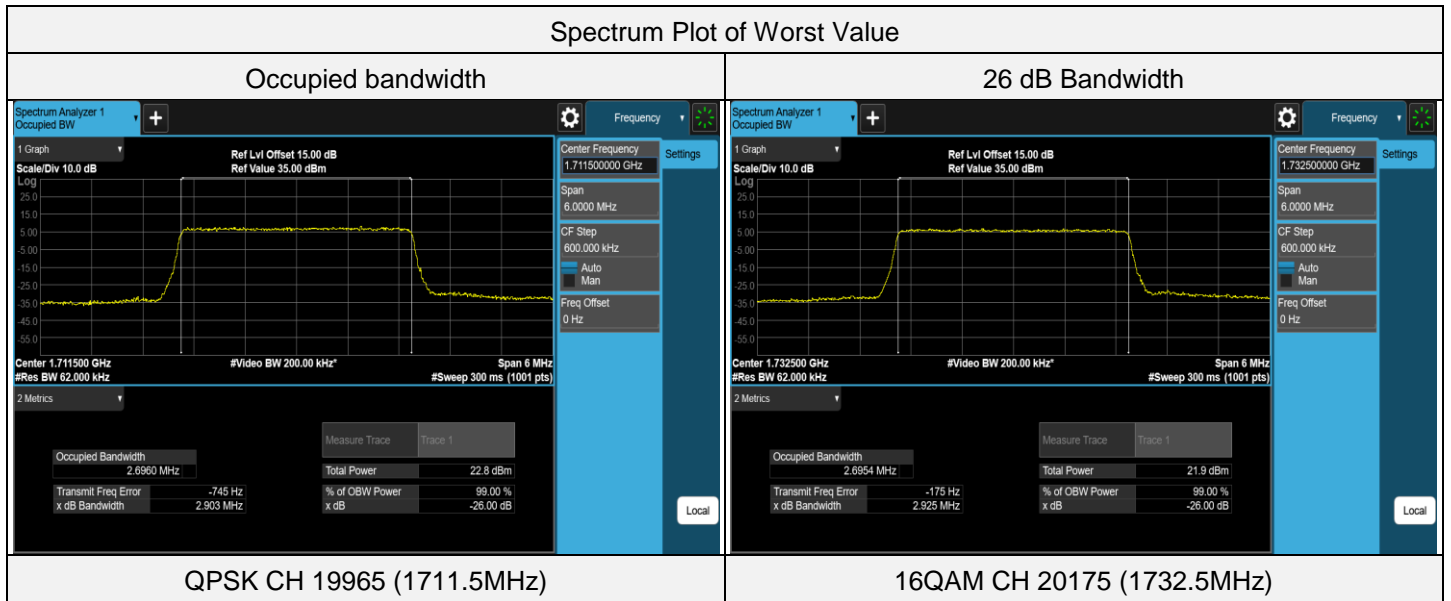 Spectrum Plot of Worst Value
Occupied bandwidth
26 dB Bandwidth
Spectrum Analyzer 1
Occupied BW
+
Frequency
1 Graph
Ref Lvl Offset 15.00 dB
Scale/Div 10.0 dB
Ref Value 35.00 dBm
Log
25.0
15.0
5.00
-5.00
-15.0
-25.0
-35.0
-45.0
-55.0
Center 1.711500 GHz
#Video BW 200.00 kHz*
Span 6 MHz
#Res BW 62.000 kHz
#Sweep 300 ms (1001 pts)
Center Frequency
1.711500000 GHz
Settings
Span
6.0000 MHz
CF Step
600.000 kHz
Auto
Man
Freq Offset
0 Hz
2 Metrics
Measure Trace Trace 1
Occupied Bandwidth
2.6960 MHz
Total Power 22.8 dBm
Transmit Freq Error -745 Hz
% of OBW Power 99.00 %
x dB Bandwidth 2.903 MHz
x dB -26.00 dB
Local
Spectrum Analyzer 1
Occupied BW
+
Frequency
1 Graph
Ref Lvl Offset 15.00 dB
Scale/Div 10.0 dB
Ref Value 35.00 dBm
Log
25.0
15.0
5.00
-5.00
-15.0
-25.0
-35.0
-45.0
-55.0
Center 1.732500 GHz
#Video BW 200.00 kHz*
Span 6 MHz
#Res BW 62.000 kHz
#Sweep 300 ms (1001 pts)
Center Frequency
1.732500000 GHz
Settings
Span
6.0000 MHz
CF Step
600.000 kHz
Auto
Man
Freq Offset
0 Hz
2 Metrics
Measure Trace Trace 1
Occupied Bandwidth
2.6954 MHz
Total Power 21.9 dBm
Transmit Freq Error -175 Hz
% of OBW Power 99.00 %
x dB Bandwidth 2.925 MHz
x dB -26.00 dB
Local
QPSK CH 19965 (1711.5MHz)
16QAM CH 20175 (1732.5MHz)